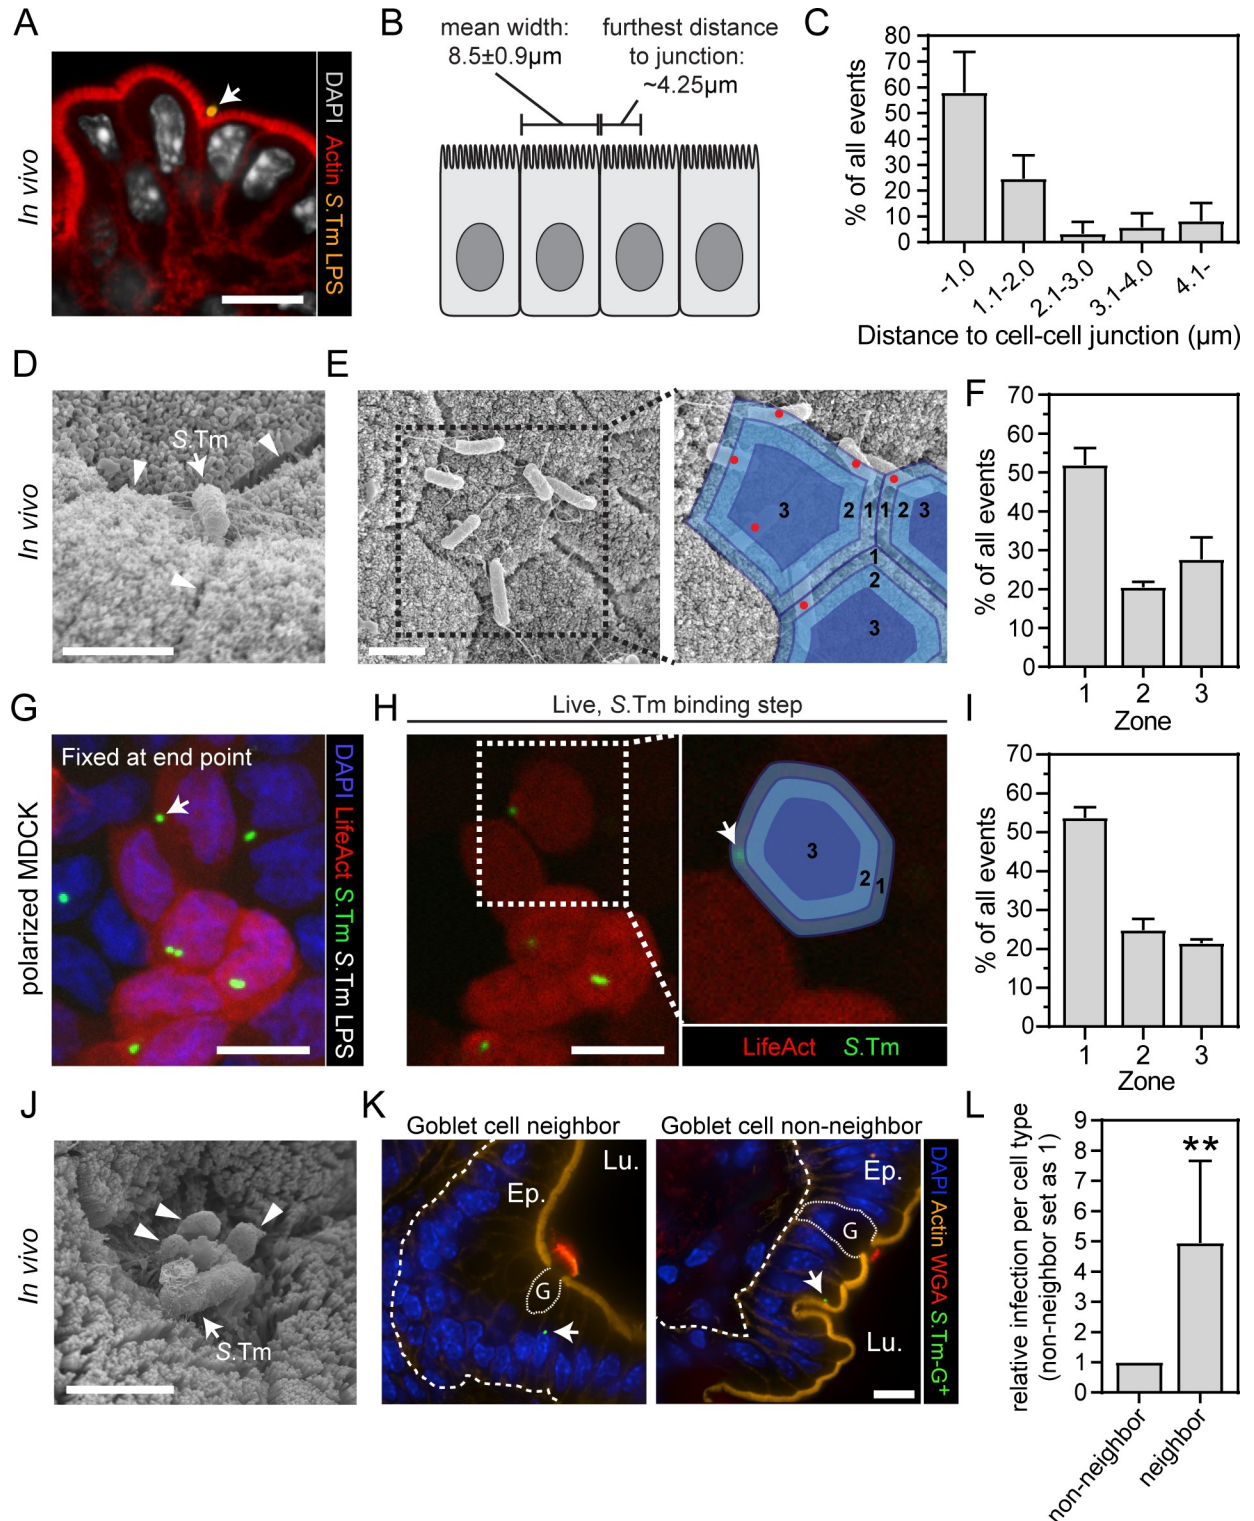 A
In vivo
DAPI Actin S.Tm LPS
B
mean width:
8.5±0.9µm
furthest distance
to junction:
~4.25µm
C
% of all events
80
70
60
50
40
30
20
10
0
-1.0
1.1-2.0
2.1-3.0
3.1-4.0
4.1-
Distance to cell-cell junction (µm)
D
In vivo
S.Tm
E
3
2
1
1
2
3
1
2
3
F
% of all events
70
60
50
40
30
20
10
0
1 2 3
Zone
G
polarized MDCK
Fixed at end point
DAPI LifeAct S.Tm S.Tm LPS
H
Live, S.Tm binding step
3
2
1
LifeAct S.Tm
I
% of all events
70
60
50
40
30
20
10
0
1 2 3
Zone
J
In vivo
S.Tm
K
Goblet cell neighbor
Lu.
Ep.
G
Goblet cell non-neighbor
Ep.
G
Lu.
DAPI Actin WGA S.Tm-G+
L
relative infection per cell type
(non-neighbor set as 1)
9
8
7
6
5
4
3
2
1
0
**
non-neighbor
neighbor